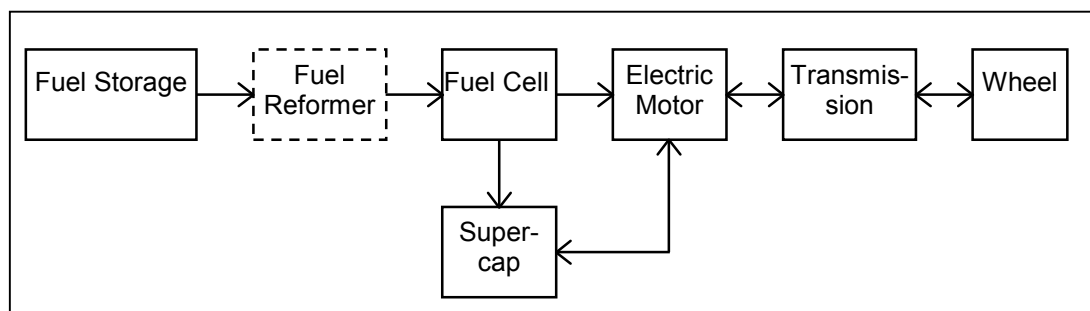 Fuel Storage
Fuel
Reformer
Fuel Cell
Electric
Motor
Transmis-
sion
Wheel
Super-
cap